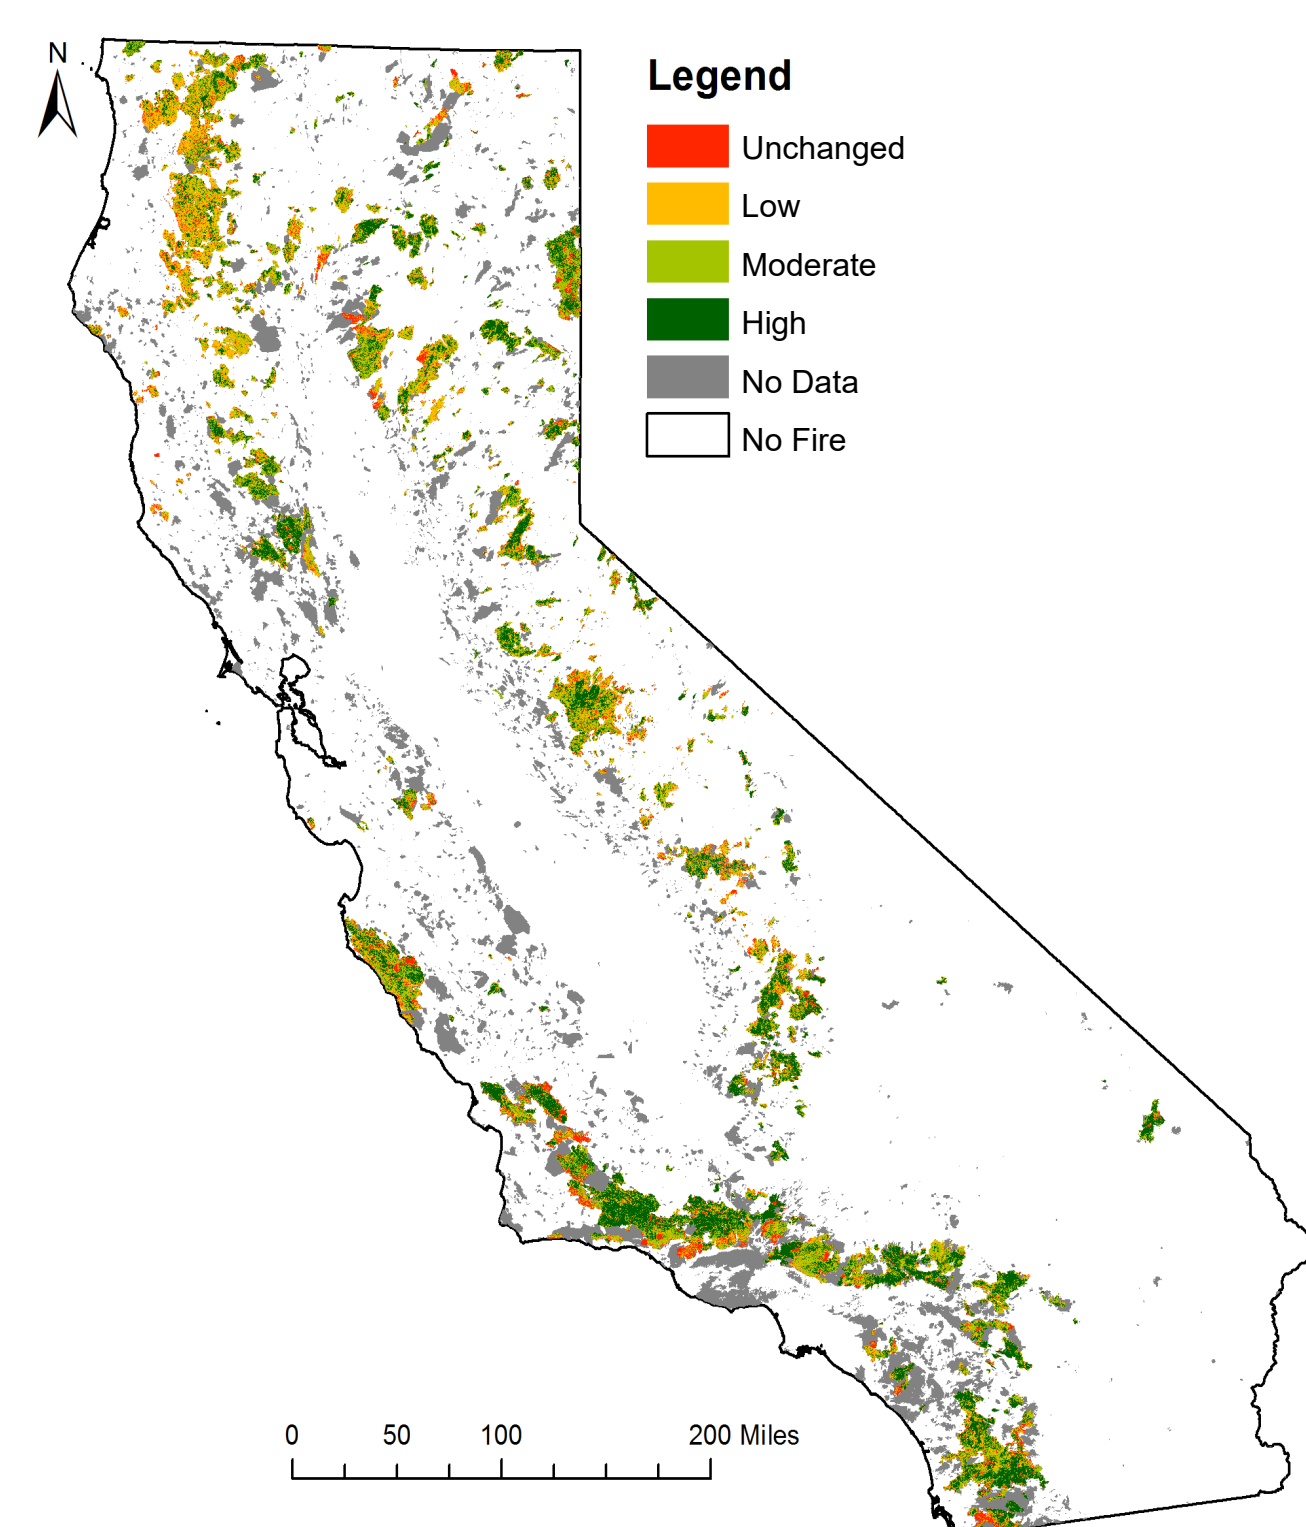 N
Legend
Unchanged
Low
Moderate
High
No Data
No Fire
0 50 100 200 Miles